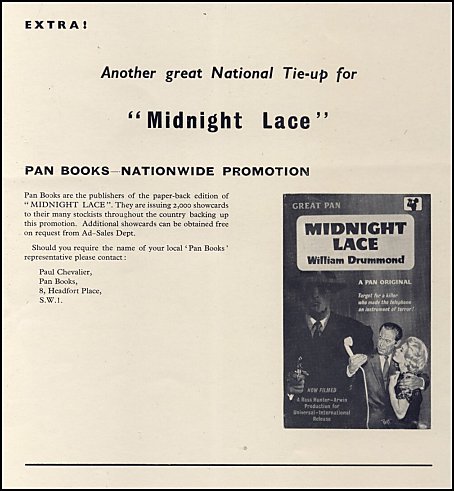 EXTRA!
Another great National Tie-up for
“Midnight Lace”
PAN BOOKS—NATIONWIDE PROMOTION
Pan Books are the publishers of the paper-back edition of
“MIDNIGHT LACE”. They are issuing 2,000 showcards
to their many stockists throughout the country backing up
this promotion. Additional showcards can be obtained free
on request from Ad-Sales Dept.
Should you require the name of your local ‘Pan Books’
representative please contact :
Paul Chevalier,
Pan Books,
8, Headfort Place,
S.W.1.
GREAT PAN
MIDNIGHT
LACE
William Drummond
A PAN ORIGINAL
Target for a killer
who made the telephone
an instrument of terror!
NOW FILMED
A Ross Hunter-Arwin
Production for
Universal-International
Release